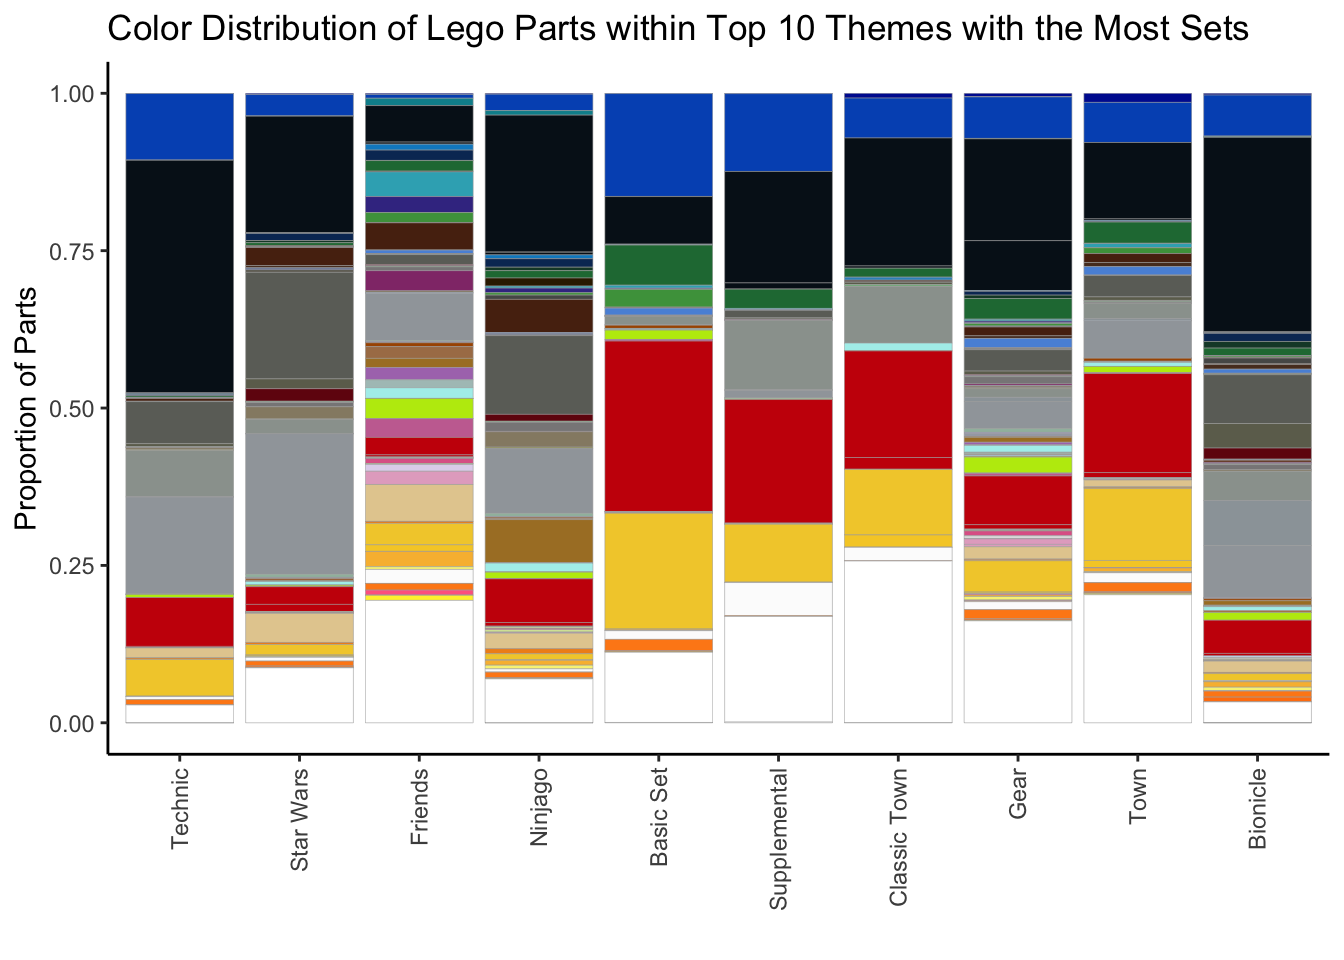 Color Distribution of Lego Parts within Top 10 Themes with the Most Sets
Proportion of Parts
1.00
0.75
0.50
0.25
0.00
Technic
Star Wars
Friends
Ninjago
Basic Set
Supplemental
Classic Town
Gear
Town
Bionicle